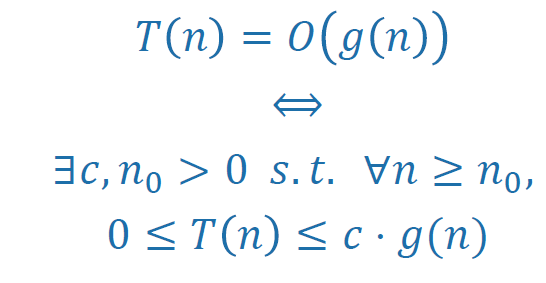 T(n) = O(g(n))
⟺
∃c, n₀ > 0 s.t. ∀n ≥ n₀,
0 ≤ T(n) ≤ c · g(n)